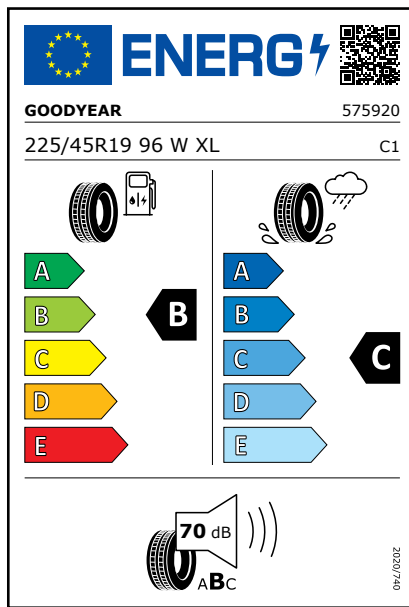 ENERG
GOODYEAR 575920
225/45R19 96 W XL C1
A A
B B B
C C C
D D
E E
70 dB
ABC
2020/740